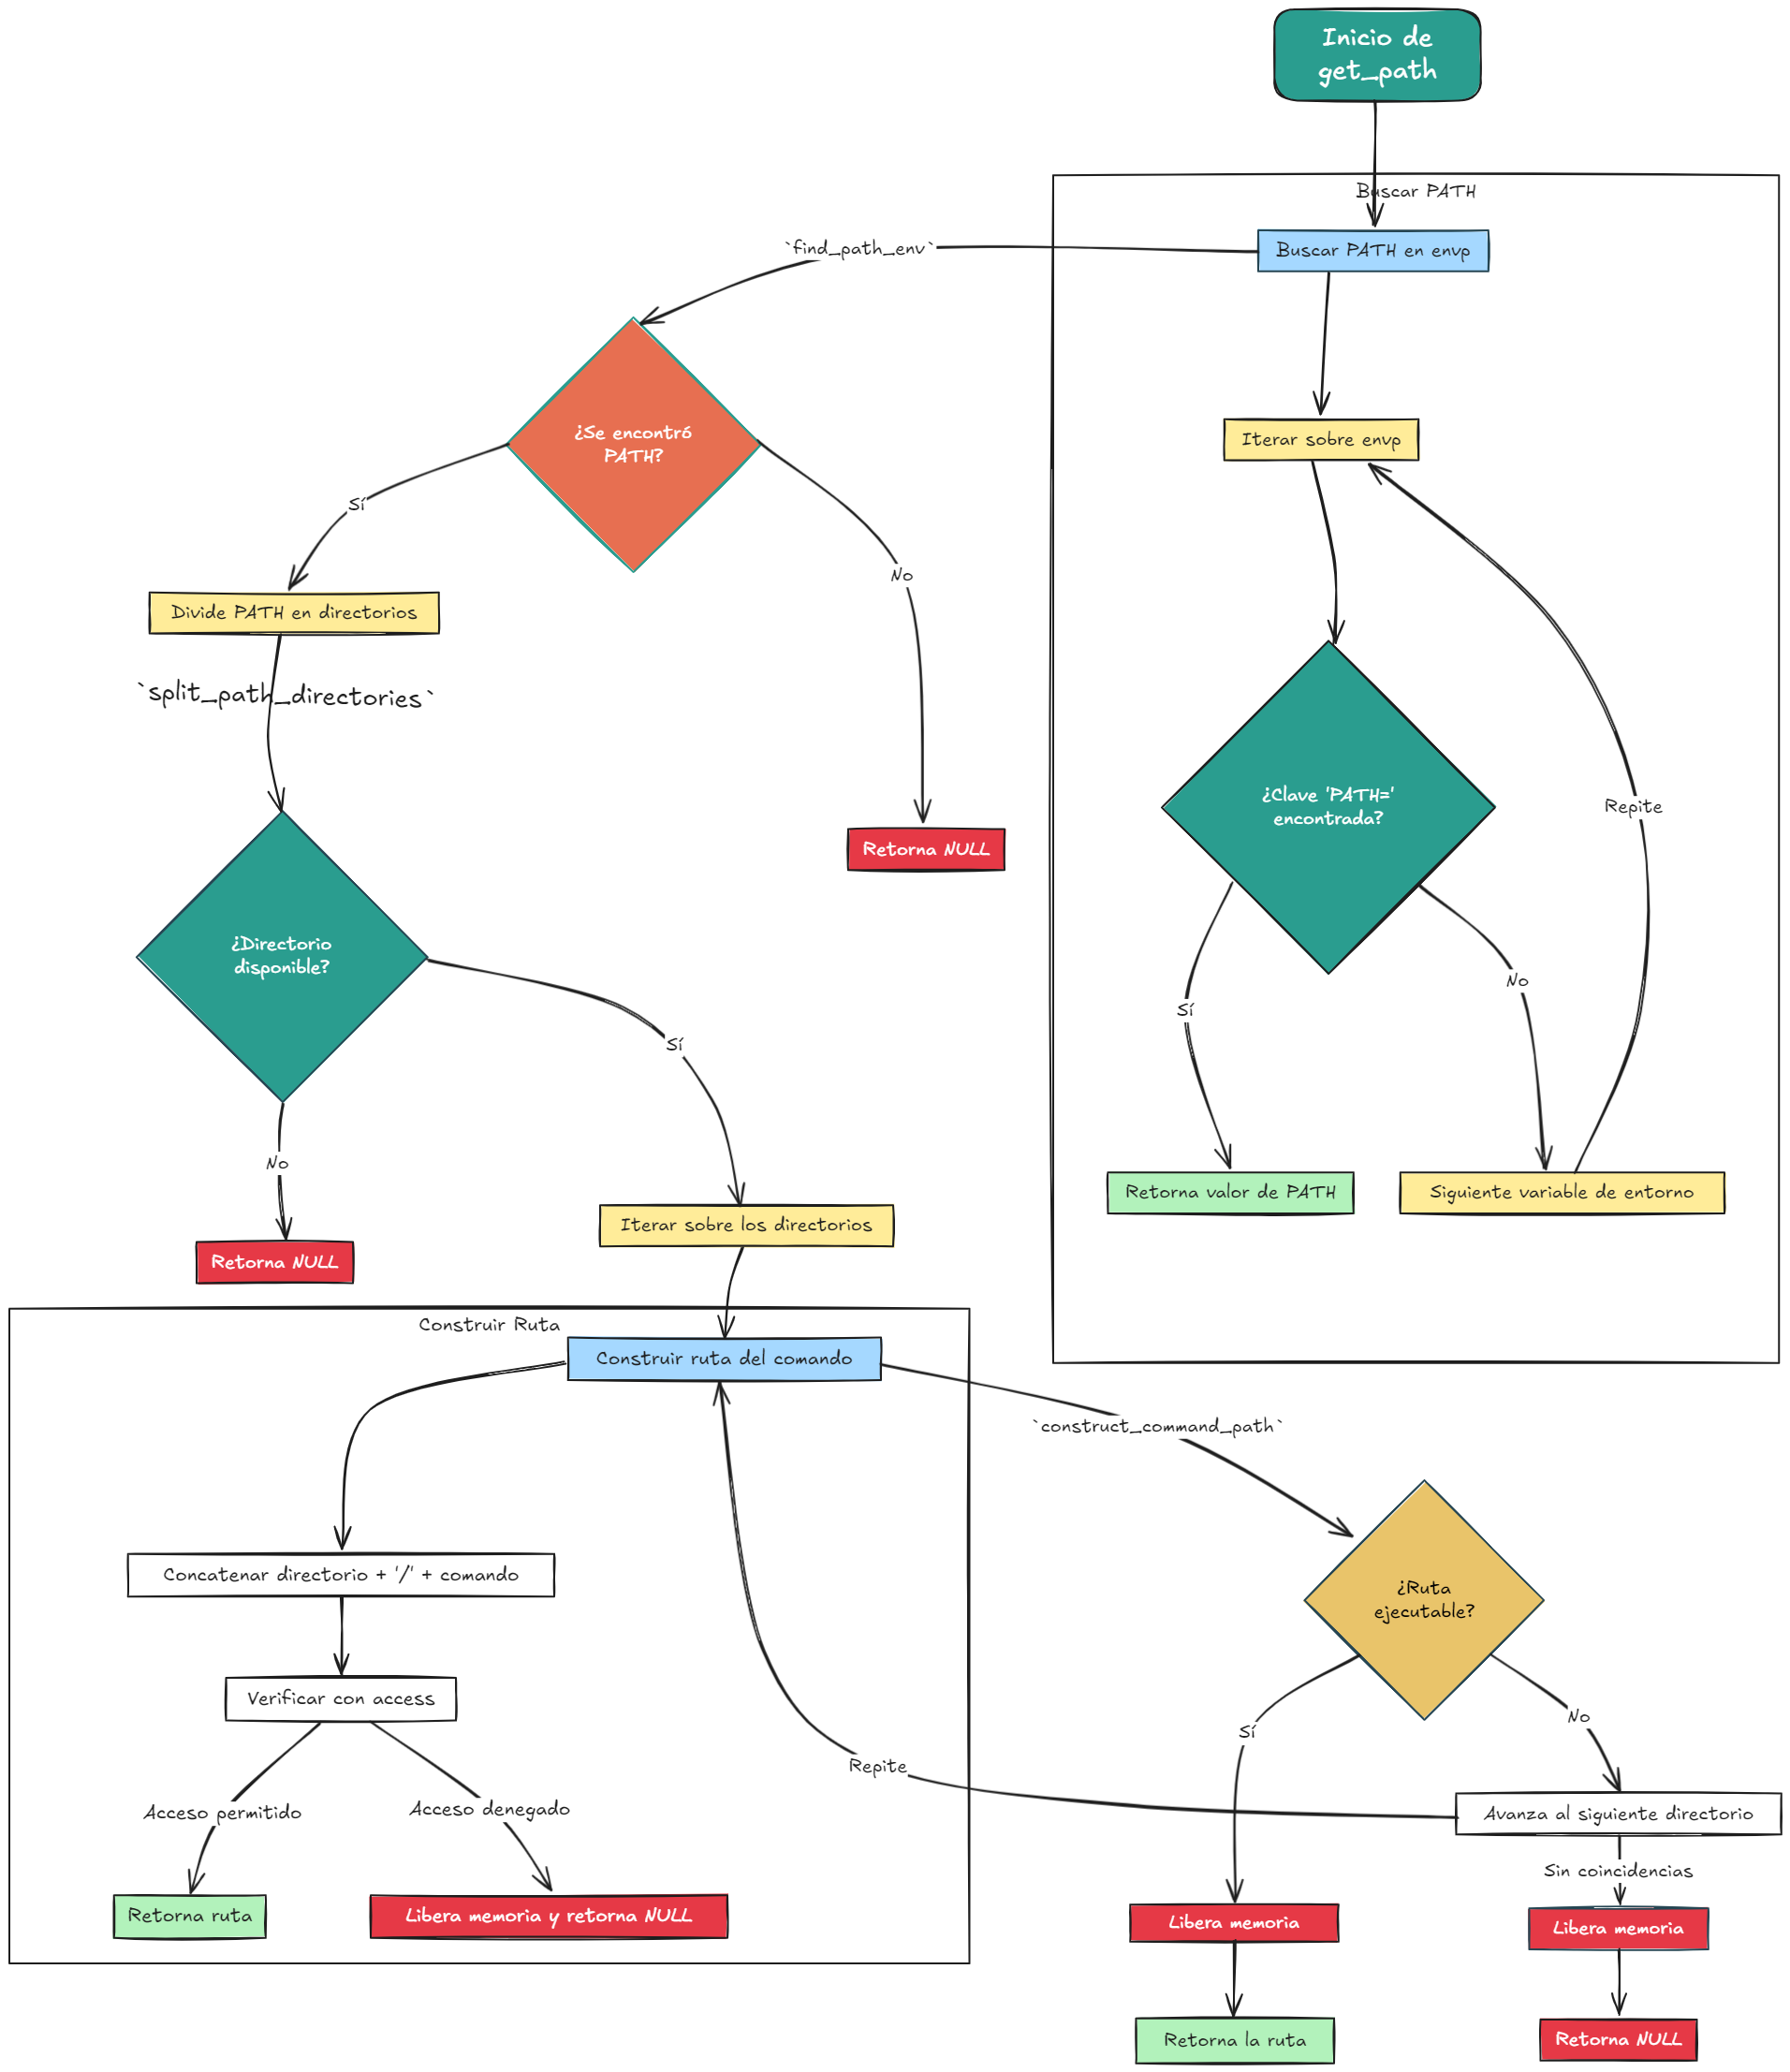 Inicio de
get_path
Buscar PATH
Buscar PATH en envp
`find_path_env`
Iterar sobre envp
¿Se encontró
PATH?
Sí
No
Divide PATH en directorios
`split_path_directories`
¿Clave 'PATH='
encontrada?
Repite
Retorna NULL
¿Directorio
disponible?
Sí
No
Sí
No
Retorna valor de PATH
Siguiente variable de entorno
Iterar sobre los directorios
Retorna NULL
Construir Ruta
Construir ruta del comando
`construct_command_path`
Concatenar directorio + '/' + comando
¿Ruta
ejecutable?
Verificar con access
Sí
No
Repite
Acceso permitido
Acceso denegado
Avanza al siguiente directorio
Sin coincidencias
Retorna ruta
Libera memoria y retorna NULL
Libera memoria
Libera memoria
Retorna la ruta
Retorna NULL